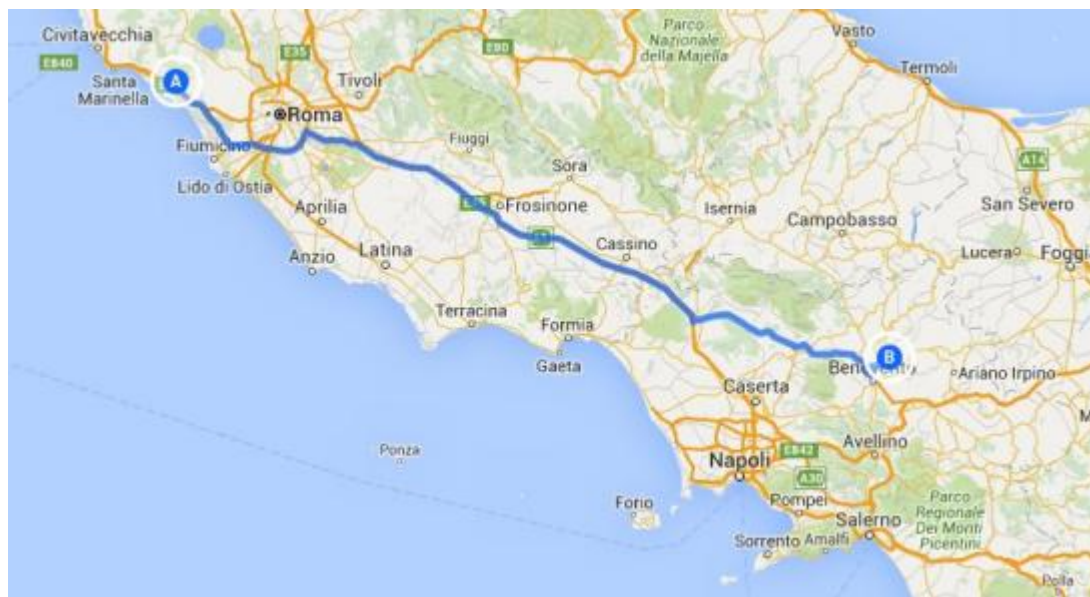 Civitavecchia
E840
Santa
Marinella
A
E35
Tivoli
Roma
E80
Parco
Nazionale
della Majella
Vasto
Termoli
Fiumicino
Lido di Ostia
Fiuggi
Sora
Frosinone
Aprilia
Latina
Anzio
Cassino
Isernia
Campobasso
A14
San Severo
Lucera
Foggia
Terracina
Formia
Gaeta
B
Benevento
Ariano Irpino
Caserta
Avellino
E842
Napoli
A30
Pompei
Ponza
Forio
Sorrento
Amalfi
Salerno
Parco
Regionale
Dei Monti
Picentini
Polla